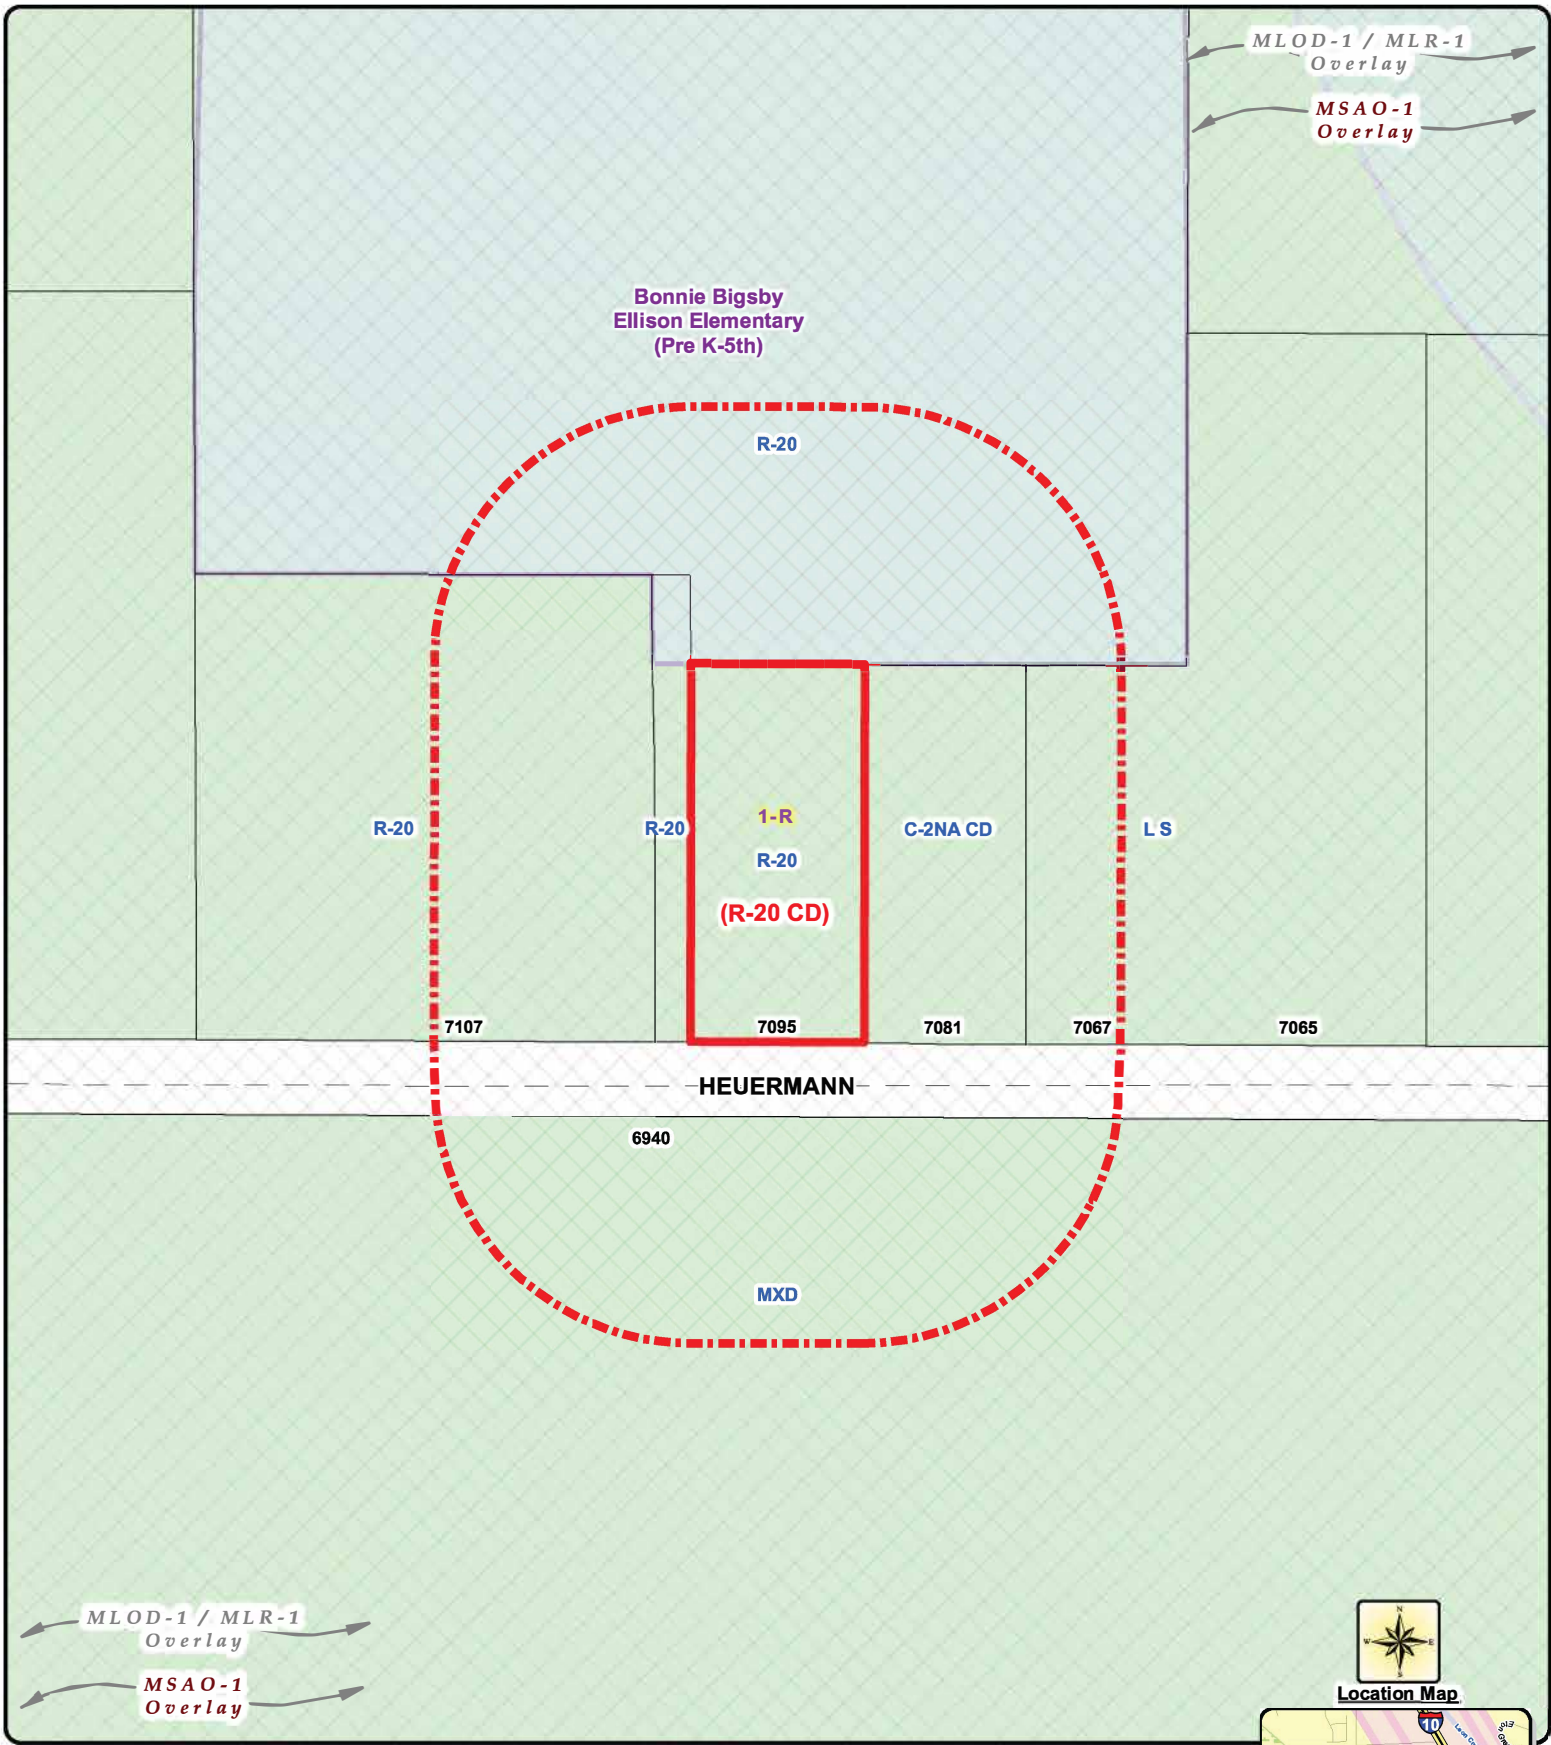 MLOD-1 / MLR-1
Overlay
MSAO-1
Overlay
Bonnie Bigsby
Ellison Elementary
(Pre K-5th)
R-20
1-R
R-20
R-20
C-2NA CD
L S
R-20
(R-20 CD)
7107
7095
7081
7067
7065
HEUERMANN
6940
MXD
MLOD-1 / MLR-1
Overlay
MSAO-1
Overlay
N
W
E
S
Location Map
10